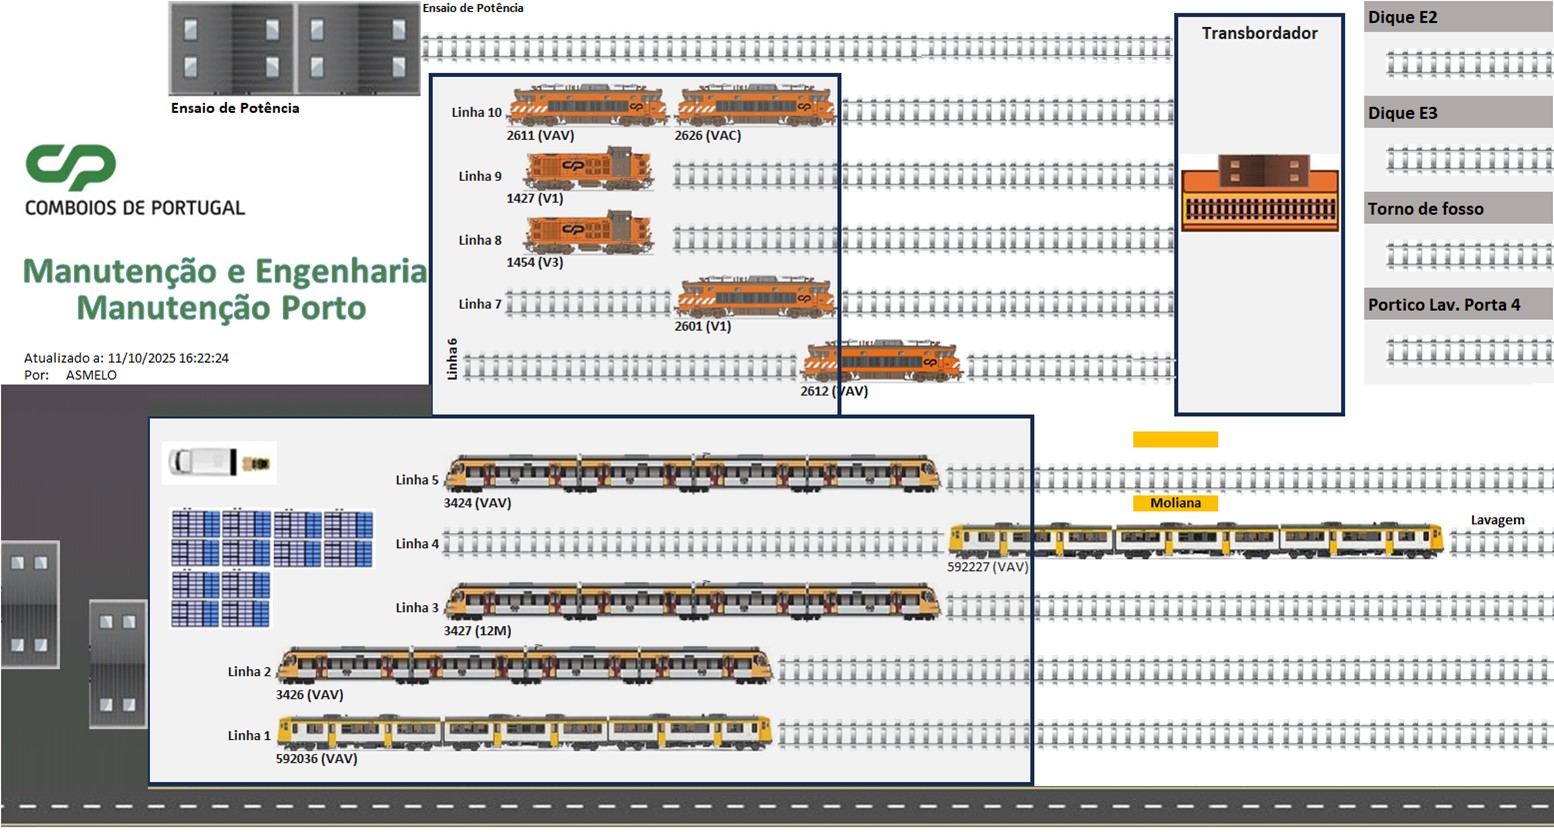 Ensaio de Potência
Ensaio de Potência
Transbordador
Dique E2
Dique E3
Torno de fosso
Portico Lav. Porta 4
CP
COMBOIOS DE PORTUGAL
Manutenção e Engenharia
Manutenção Porto
Atualizado a: 11/10/2025 16:22:24
Por: ASMELO
Linha 10
2611 (VAV)
2626 (VAC)
Linha 9
1427 (V1)
Linha 8
1454 (V3)
Linha 7
2601 (V1)
Linha 6
2612 (VAV)
Linha 5
3424 (VAV)
Moliana
Lavagem
Linha 4
592227 (VAV)
Linha 3
3427 (12M)
Linha 2
3426 (VAV)
Linha 1
592036 (VAV)